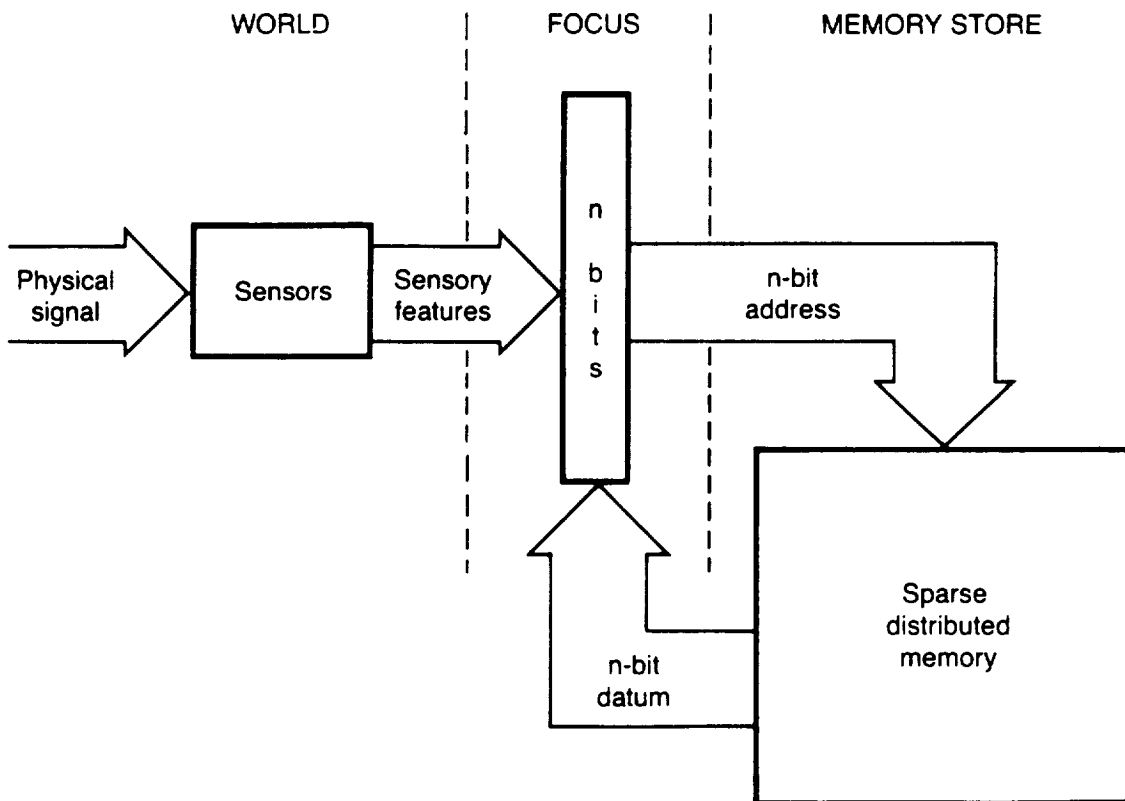 WORLD
FOCUS
MEMORY STORE
Physical
signal
Sensors
Sensory
features
n
b
i
t
s
n-bit
address
Sparse
distributed
memory
n-bit
datum